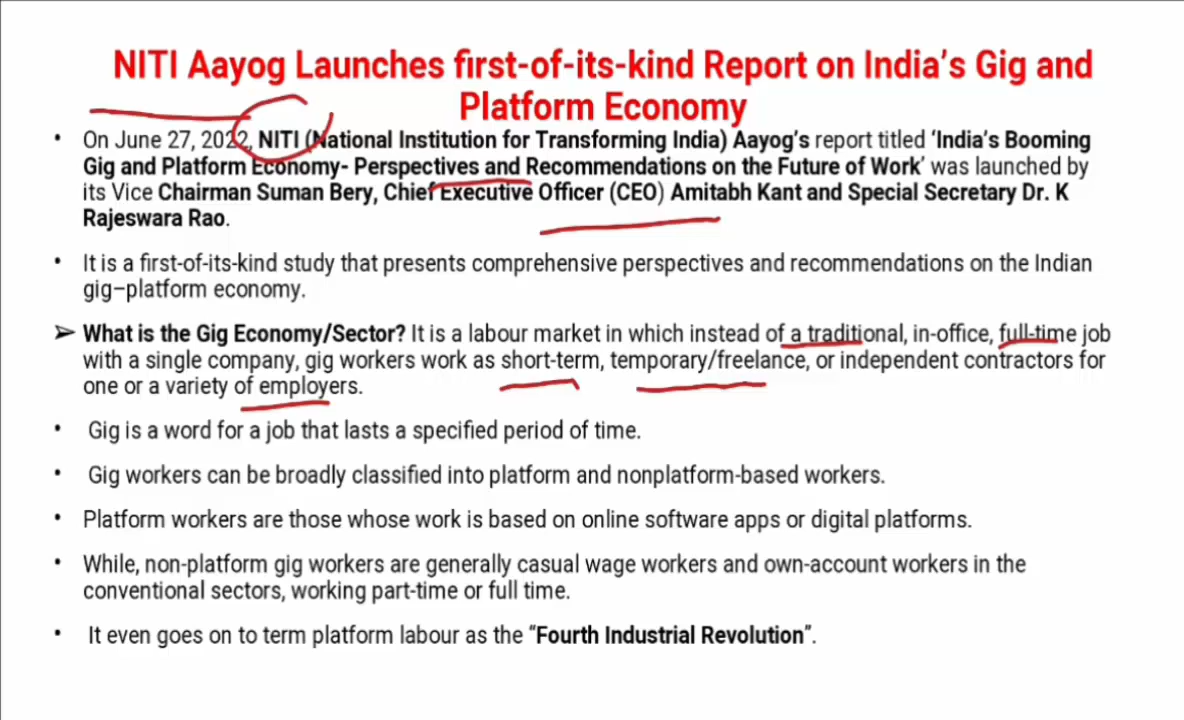 NITI Aayog Launches first-of-its-kind Report on India's Gig and
Platform Economy
• On June 27, 2022, NITI (National Institution for Transforming India) Aayog's report titled 'India's Booming
Gig and Platform Economy- Perspectives and Recommendations on the Future of Work' was launched by
its Vice Chairman Suman Bery, Chief Executive Officer (CEO) Amitabh Kant and Special Secretary Dr. K
Rajeswara Rao.
• It is a first-of-its-kind study that presents comprehensive perspectives and recommendations on the Indian
gig–platform economy.
➢ What is the Gig Economy/Sector? It is a labour market in which instead of a traditional, in-office, full-time job
with a single company, gig workers work as short-term, temporary/freelance, or independent contractors for
one or a variety of employers.
• Gig is a word for a job that lasts a specified period of time.
• Gig workers can be broadly classified into platform and nonplatform-based workers.
• Platform workers are those whose work is based on online software apps or digital platforms.
• While, non-platform gig workers are generally casual wage workers and own-account workers in the
conventional sectors, working part-time or full time.
• It even goes on to term platform labour as the "Fourth Industrial Revolution".